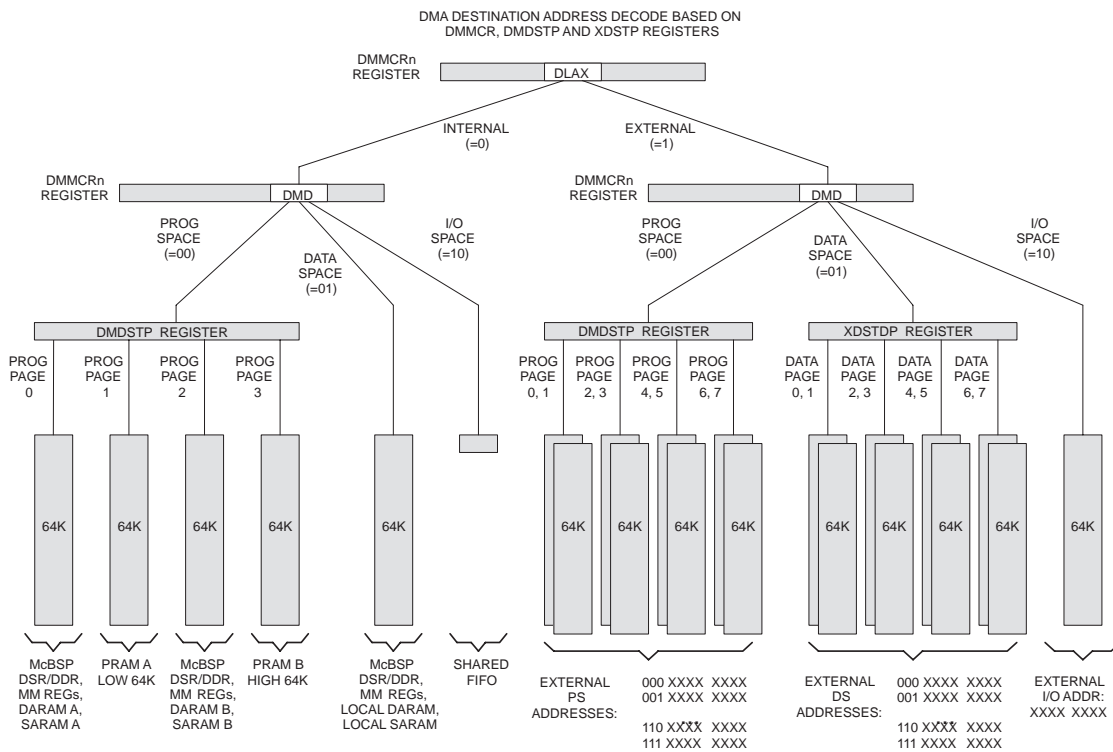 DMA DESTINATION ADDRESS DECODE BASED ON
DMMCR, DMDSTP AND XDSTP REGISTERS
DMMCRn
REGISTER
DLAX
INTERNAL
(=0)
EXTERNAL
(=1)
DMMCRn
REGISTER
DMD
DMMCRn
REGISTER
DMD
PROG
SPACE
(=00)
DATA
SPACE
(=01)
I/O
SPACE
(=10)
PROG
SPACE
(=00)
DATA
SPACE
(=01)
I/O
SPACE
(=10)
DMDSTP REGISTER
DMDSTP REGISTER
XDSTDP REGISTER
PROG
PAGE
0
PROG
PAGE
1
PROG
PAGE
2
PROG
PAGE
3
PROG
PAGE
0, 1
PROG
PAGE
2, 3
PROG
PAGE
4, 5
PROG
PAGE
6, 7
DATA
PAGE
0, 1
DATA
PAGE
2, 3
DATA
PAGE
4, 5
DATA
PAGE
6, 7
64K
64K
64K
64K
64K
64K
64K
64K
64K
64K
64K
64K
64K
64K
McBSP
DSR/DDR,
MM REGs,
DARAM A,
SARAM A
PRAM A
LOW 64K
McBSP
DSR/DDR,
MM REGs,
DARAM B,
SARAM B
PRAM B
HIGH 64K
McBSP
DSR/DDR,
MM REGs,
LOCAL DARAM,
LOCAL SARAM
SHARED
FIFO
EXTERNAL
PS
ADDRESSES:
000 XXXX XXXX
001 XXXX XXXX
...
110 XXXX XXXX
111 XXXX XXXX
EXTERNAL
DS
ADDRESSES:
000 XXXX XXXX
001 XXXX XXXX
...
110 XXXX XXXX
111 XXXX XXXX
EXTERNAL
I/O ADDR:
XXXX XXXX